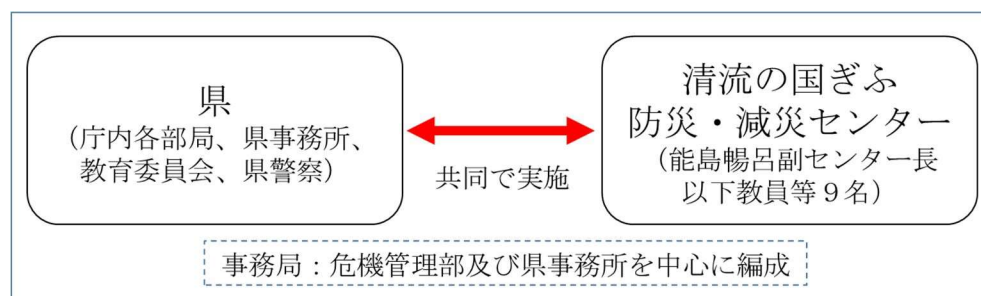 県
（庁内各部局、県事務所、
教育委員会、県警察）
共同で実施
清流の国ぎふ
防災・減災センター
（能島暢呂副センター長
以下教員等９名）
事務局：危機管理部及び県事務所を中心に編成